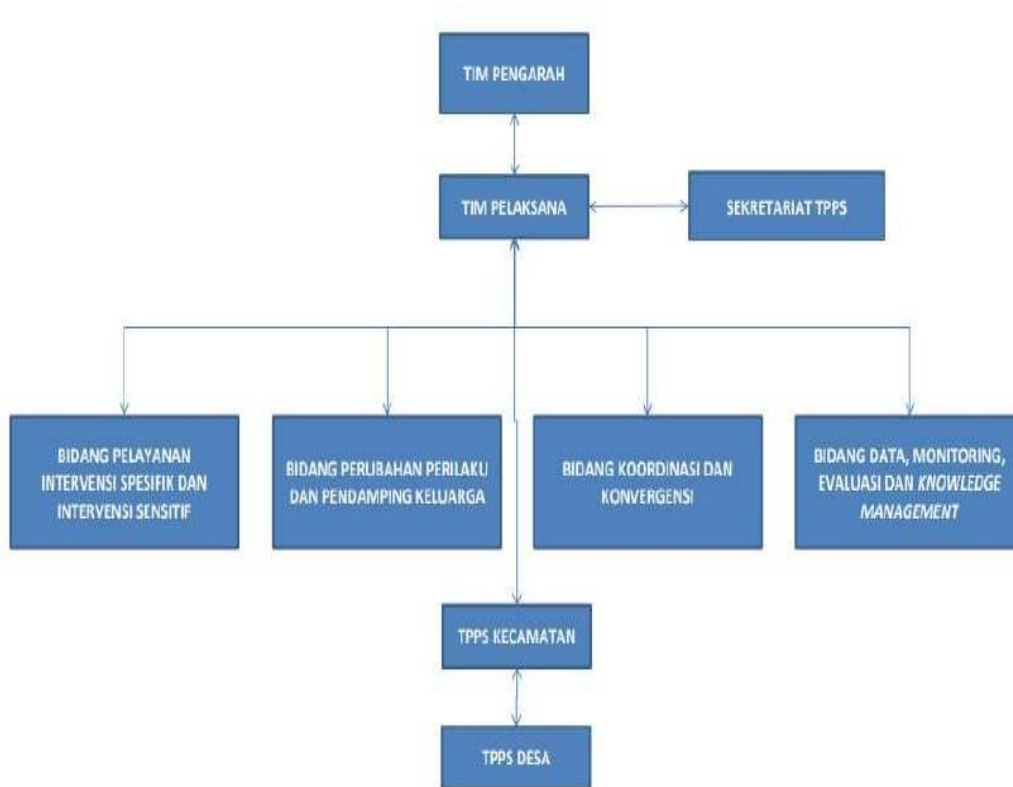 TIM PENGARAH
TIM PELAKSANA
SEKRETARIAT TPPS
BIDANG PELAYANAN
INTERVENSI SPESIFIK DAN
INTERVENSI SENSITIF
BIDANG PERUBAHAN PERILAKU
DAN PENDAMPING KELUARGA
BIDANG KOORDINASI DAN
KONVERGENSI
BIDANG DATA, MONITORING,
EVALUASI DAN KNOWLEDGE
MANAGEMENT
TPPS KECAMATAN
TPPS DESA